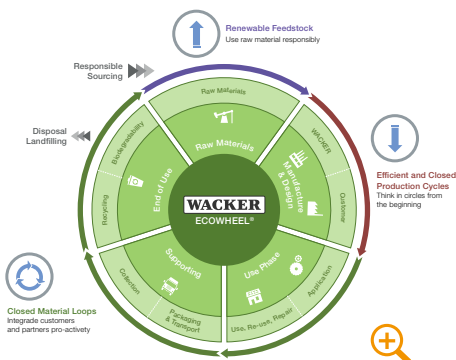 Renewable Feedstock
Use raw material responsibly
Responsible
Sourcing
Disposal
Landfilling
Raw Materials
Raw Materials
WACKER
Manufacture
& Design
Customer
Efficient and Closed
Production Cycles
Think in circles from
the beginning
Biodegradability
End of Use
Recycling
WACKER
ECOWHEEL®
Supporting
Use Phase
Collection
Packaging
& Transport
Use, Re-use, Repair
Application
Closed Material Loops
Integrate customers
and partners pro-actively